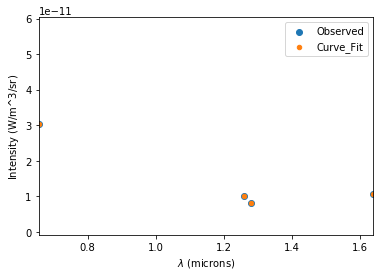 1e−11
Observed
Curve_Fit
6
5
4
3
2
1
0
Intensity (W/m^3/sr)
0.8 1.0 1.2 1.4 1.6
λ (microns)